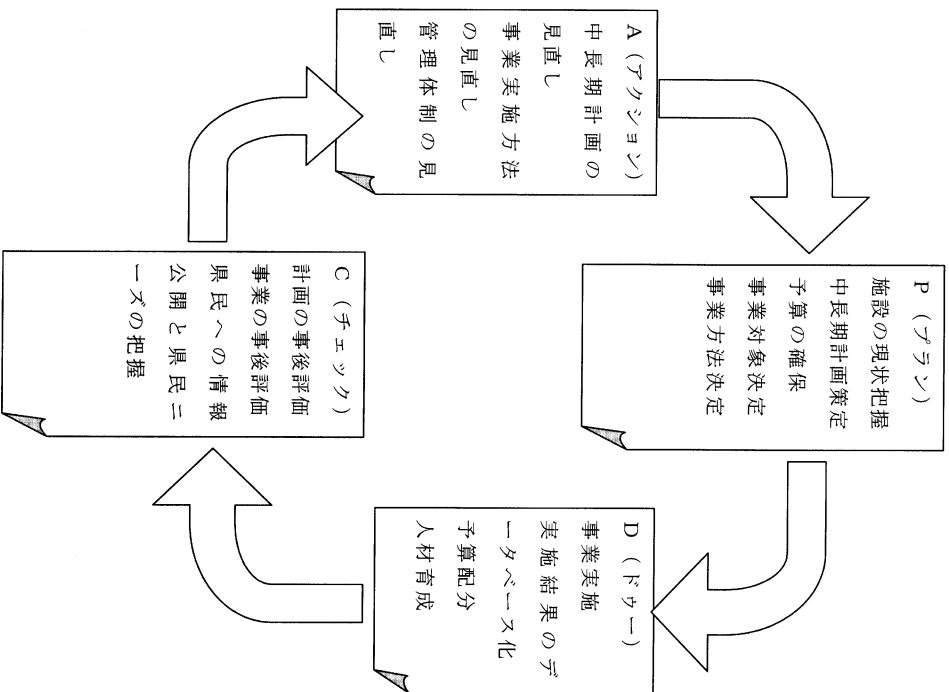 P（プラン）
施設の現状把握
中長期計画策定
予算の確保
事業対象決定
事業方法決定
D（ドゥー）
事業実施
実施結果のデ
ータベース化
予算配分
人材育成
C（チェック）
計画の事後評価
事業の事後評価
県民への情報
公開と県民ニ
ーズの把握
A（アクション）
中長期計画の
見直し
事業実施方法
の見直し
管理体制の見
直し